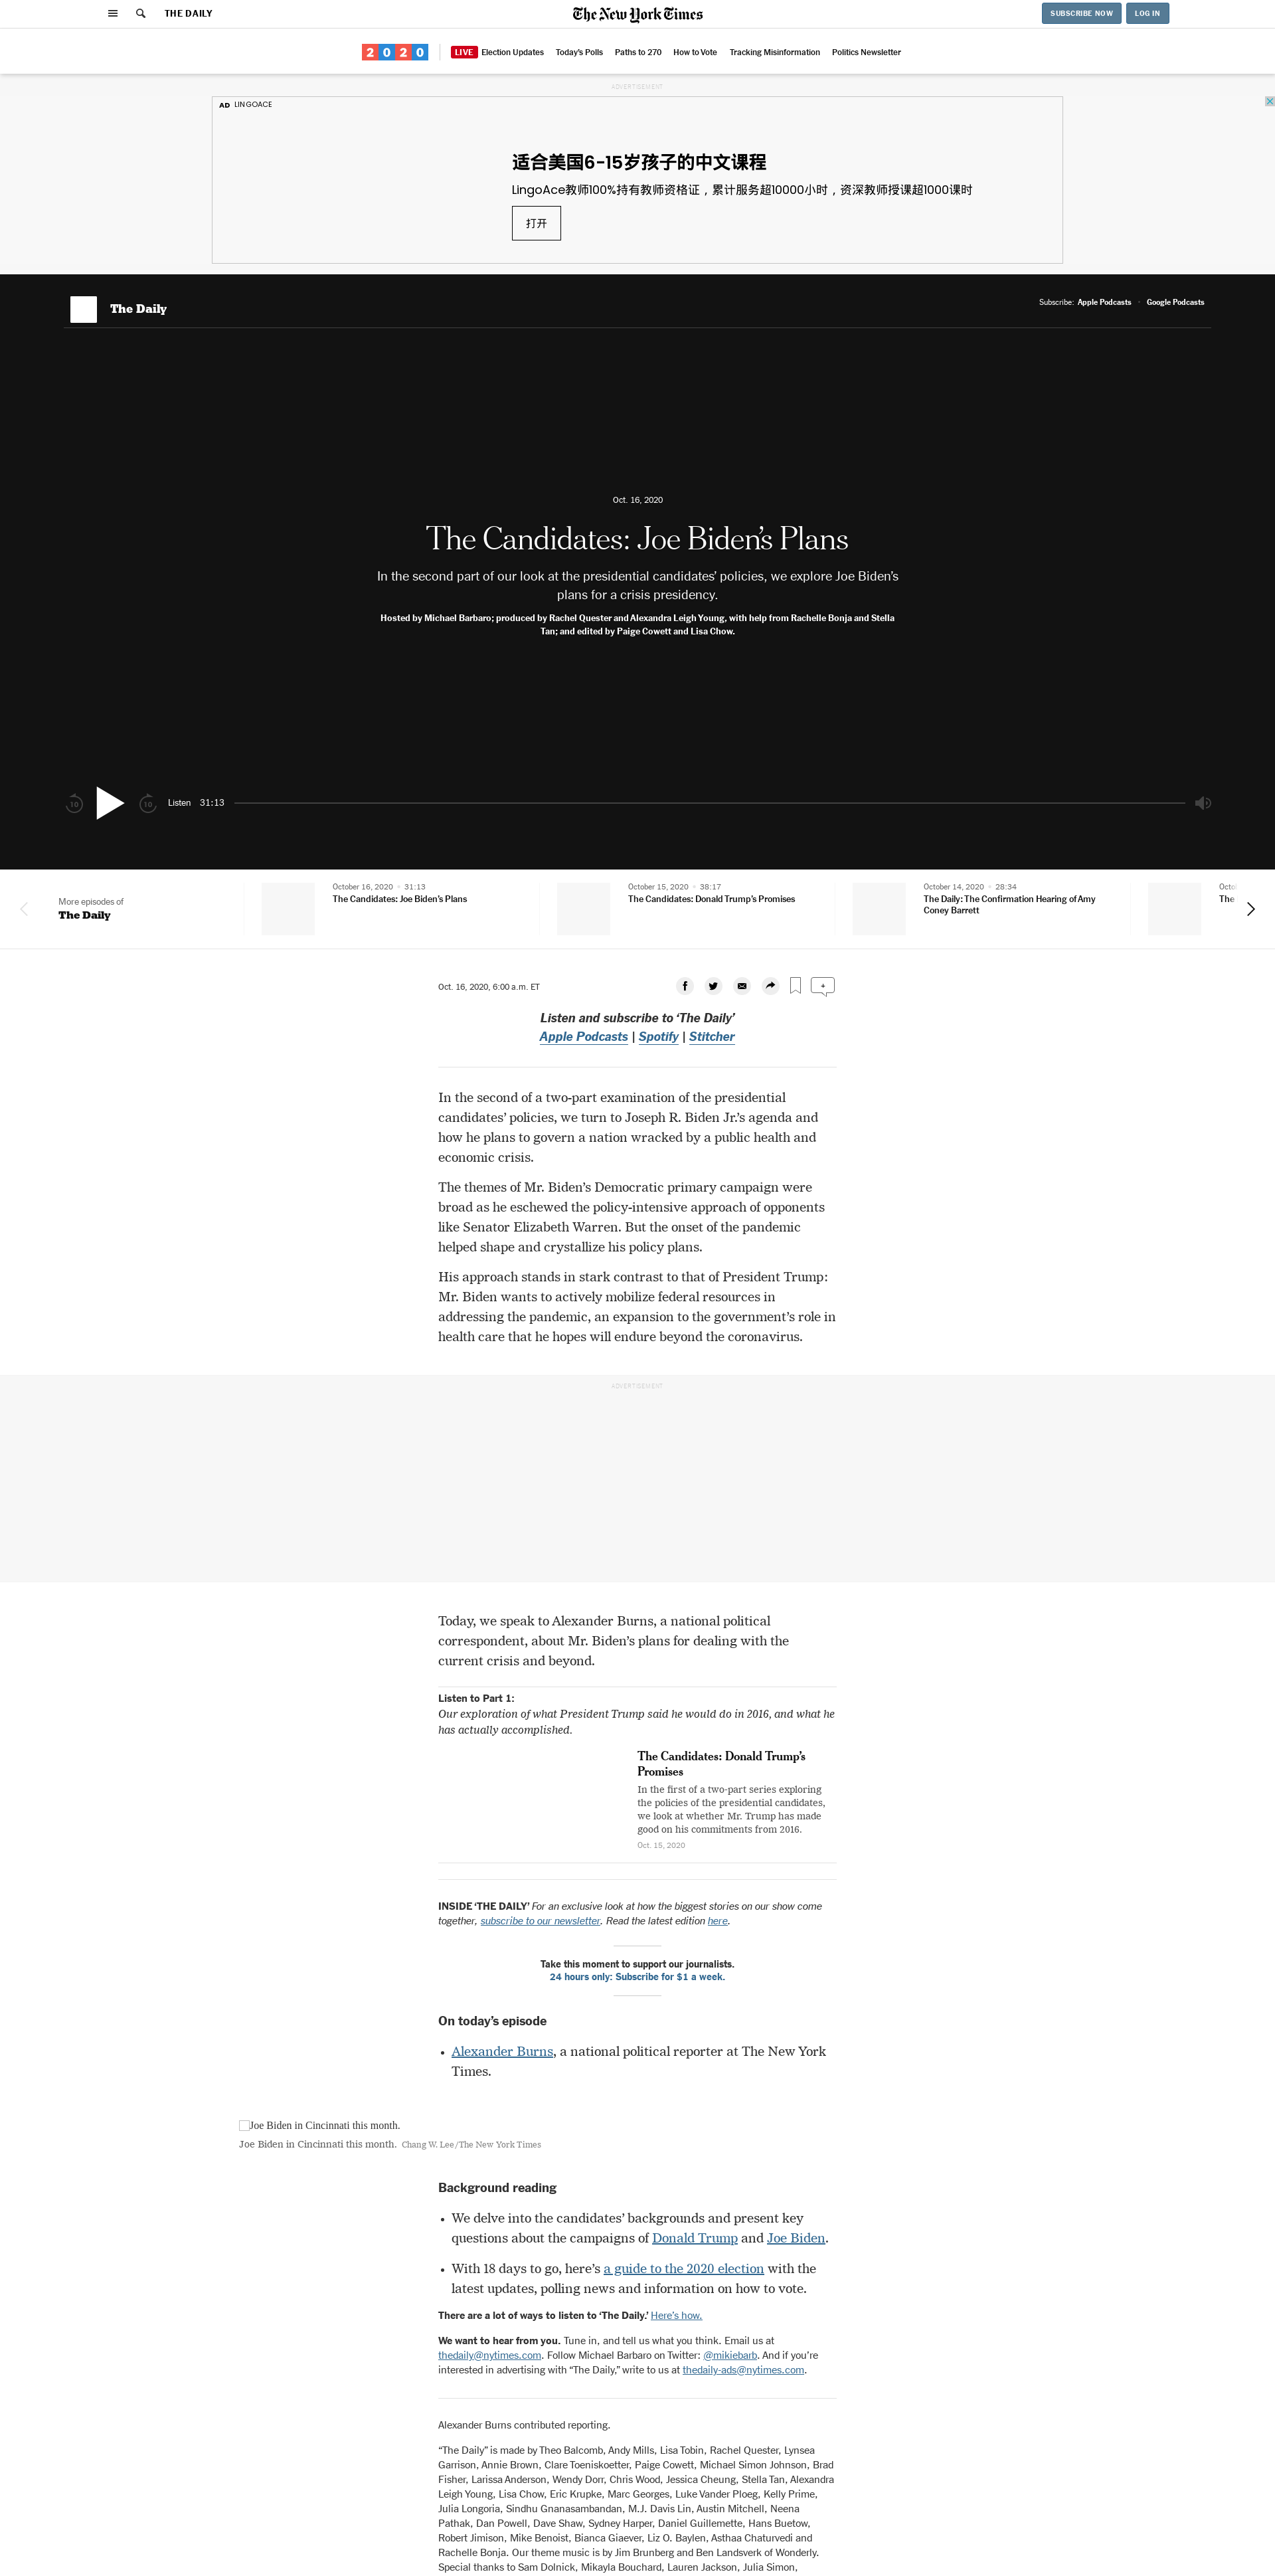 THE DAILY
The New York Times
SUBSCRIBE NOW
LOG IN
2020
LIVE Election Updates
Today's Polls
Paths to 270
How to Vote
Tracking Misinformation
Politics Newsletter
ADVERTISEMENT
AD LINGOACE
适合美国6-15岁孩子的中文课程
LingoAce教师100%持有教师资格证，累计服务超10000小时，资深教师授课超1000课时
打开
The Daily
Subscribe: Apple Podcasts · Google Podcasts
Oct. 16, 2020
The Candidates: Joe Biden’s Plans
In the second part of our look at the presidential candidates’ policies, we explore Joe Biden’s
plans for a crisis presidency.
Hosted by Michael Barbaro; produced by Rachel Quester and Alexandra Leigh Young, with help from Rachelle Bonja and Stella
Tan; and edited by Paige Cowett and Lisa Chow.
10
10
Listen 31:13
More episodes of
The Daily
October 16, 2020 • 31:13
The Candidates: Joe Biden’s Plans
October 15, 2020 • 38:17
The Candidates: Donald Trump’s Promises
October 14, 2020 • 28:34
The Daily: The Confirmation Hearing of Amy
Coney Barrett
Octo
The
Oct. 16, 2020, 6:00 a.m. ET
+
Listen and subscribe to ‘The Daily’
Apple Podcasts | Spotify | Stitcher
In the second of a two-part examination of the presidential
candidates’ policies, we turn to Joseph R. Biden Jr.’s agenda and
how he plans to govern a nation wracked by a public health and
economic crisis.
The themes of Mr. Biden’s Democratic primary campaign were
broad as he eschewed the policy-intensive approach of opponents
like Senator Elizabeth Warren. But the onset of the pandemic
helped shape and crystallize his policy plans.
His approach stands in stark contrast to that of President Trump:
Mr. Biden wants to actively mobilize federal resources in
addressing the pandemic, an expansion to the government’s role in
health care that he hopes will endure beyond the coronavirus.
ADVERTISEMENT
Today, we speak to Alexander Burns, a national political
correspondent, about Mr. Biden’s plans for dealing with the
current crisis and beyond.
Listen to Part 1:
Our exploration of what President Trump said he would do in 2016, and what he
has actually accomplished.
The Candidates: Donald Trump’s
Promises
In the first of a two-part series exploring
the policies of the presidential candidates,
we look at whether Mr. Trump has made
good on his commitments from 2016.
Oct. 15, 2020
INSIDE ‘THE DAILY’ For an exclusive look at how the biggest stories on our show come
together, subscribe to our newsletter. Read the latest edition here.
Take this moment to support our journalists.
24 hours only: Subscribe for $1 a week.
On today’s episode
• Alexander Burns, a national political reporter at The New York
Times.
Joe Biden in Cincinnati this month.
Joe Biden in Cincinnati this month. Chang W. Lee/The New York Times
Background reading
• We delve into the candidates’ backgrounds and present key
questions about the campaigns of Donald Trump and Joe Biden.
• With 18 days to go, here’s a guide to the 2020 election with the
latest updates, polling news and information on how to vote.
There are a lot of ways to listen to ‘The Daily.’ Here’s how.
We want to hear from you. Tune in, and tell us what you think. Email us at
thedaily@nytimes.com. Follow Michael Barbaro on Twitter: @mikiebarb. And if you’re
interested in advertising with “The Daily,” write to us at thedaily-ads@nytimes.com.
Alexander Burns contributed reporting.
“The Daily” is made by Theo Balcomb, Andy Mills, Lisa Tobin, Rachel Quester, Lynsea
Garrison, Annie Brown, Clare Toeniskoetter, Paige Cowett, Michael Simon Johnson, Brad
Fisher, Larissa Anderson, Wendy Dorr, Chris Wood, Jessica Cheung, Stella Tan, Alexandra
Leigh Young, Lisa Chow, Eric Krupke, Marc Georges, Luke Vander Ploeg, Kelly Prime,
Julia Longoria, Sindhu Gnanasambandan, M.J. Davis Lin, Austin Mitchell, Neena
Pathak, Dan Powell, Dave Shaw, Sydney Harper, Daniel Guillemette, Hans Buetow,
Robert Jimison, Mike Benoist, Bianca Giaever, Liz O. Baylen, Asthaa Chaturvedi and
Rachelle Bonja. Our theme music is by Jim Brunberg and Ben Landsverk of Wonderly.
Special thanks to Sam Dolnick, Mikayla Bouchard, Lauren Jackson, Julia Simon,